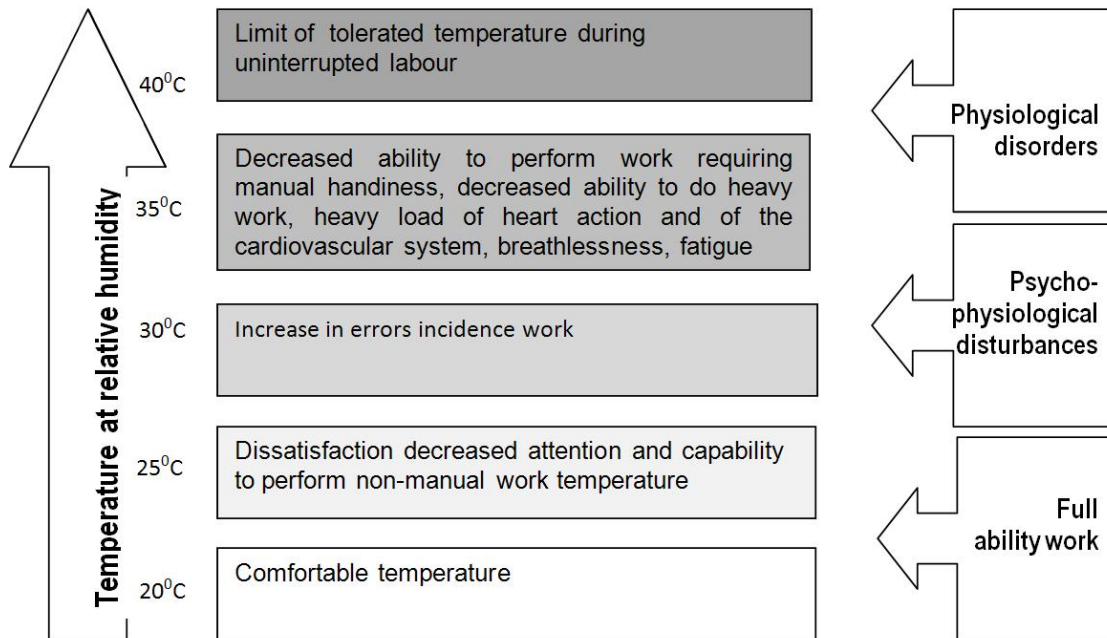 Temperature at relative humidity
40⁰C
Limit of tolerated temperature during
uninterrupted labour
35⁰C
Decreased ability to perform work requiring
manual handiness, decreased ability to do heavy
work, heavy load of heart action and of the
cardiovascular system, breathlessness, fatigue
30⁰C
Increase in errors incidence work
25⁰C
Dissatisfaction decreased attention and capability
to perform non-manual work temperature
20⁰C
Comfortable temperature
Physiological
disorders
Psycho-
physiological
disturbances
Full
ability work